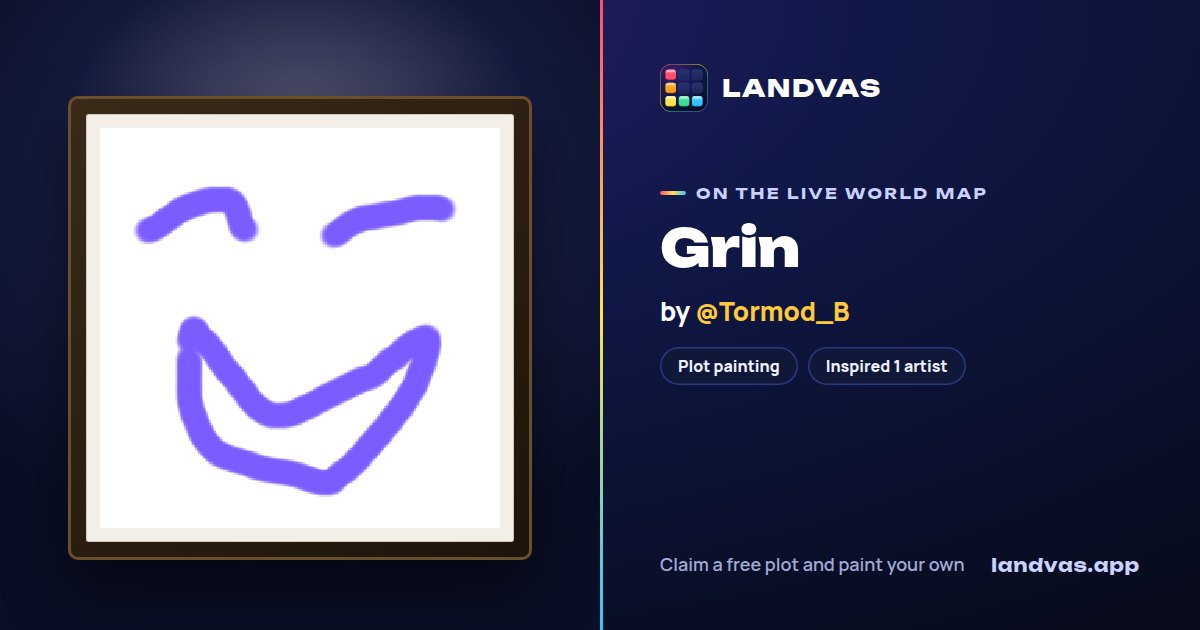 LANDVAS
ON THE LIVE WORLD MAP
Grin
by @Tormod_B
Plot painting
Inspired 1 artist
Claim a free plot and paint your own
landvas.app